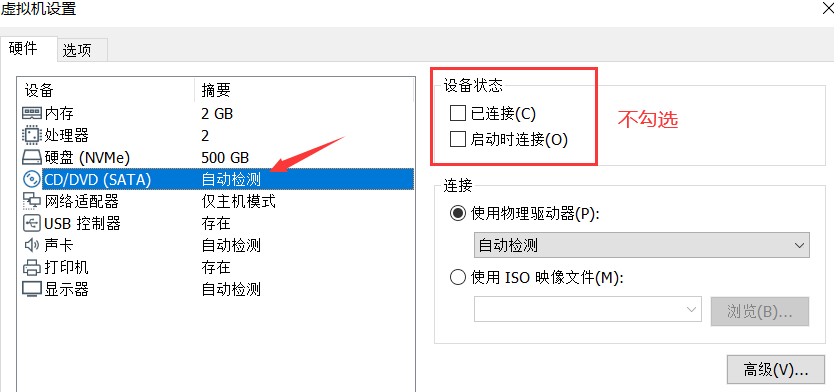 虚拟机设置
硬件 选项
设备 摘要
内存 2 GB
处理器 2
硬盘 (NVMe) 500 GB
CD/DVD (SATA) 自动检测
网络适配器 仅主机模式
USB 控制器 存在
声卡 自动检测
打印机 存在
显示器 自动检测
设备状态
已连接(C)
启动时连接(O)
不勾选
连接
使用物理驱动器(P):
自动检测
使用 ISO 映像文件(M):
浏览(B)...
高级(V)...